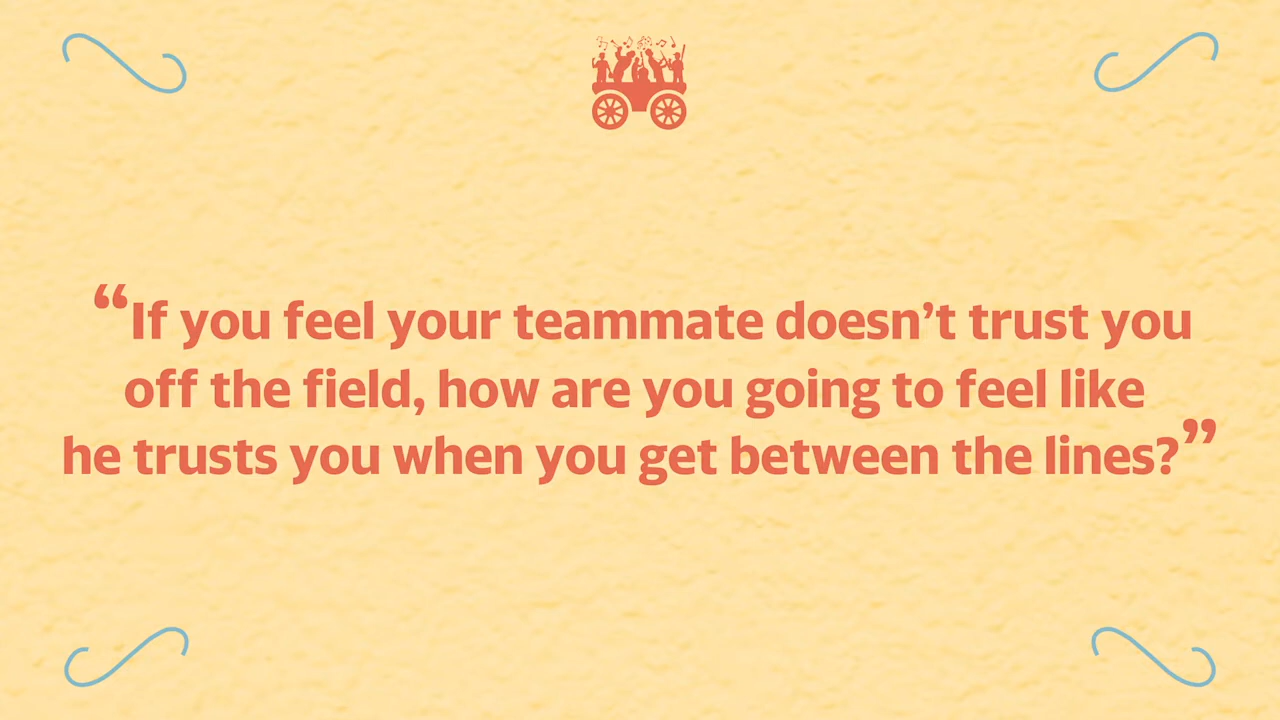 “If you feel your teammate doesn’t trust you
off the field, how are you going to feel like
he trusts you when you get between the lines?”